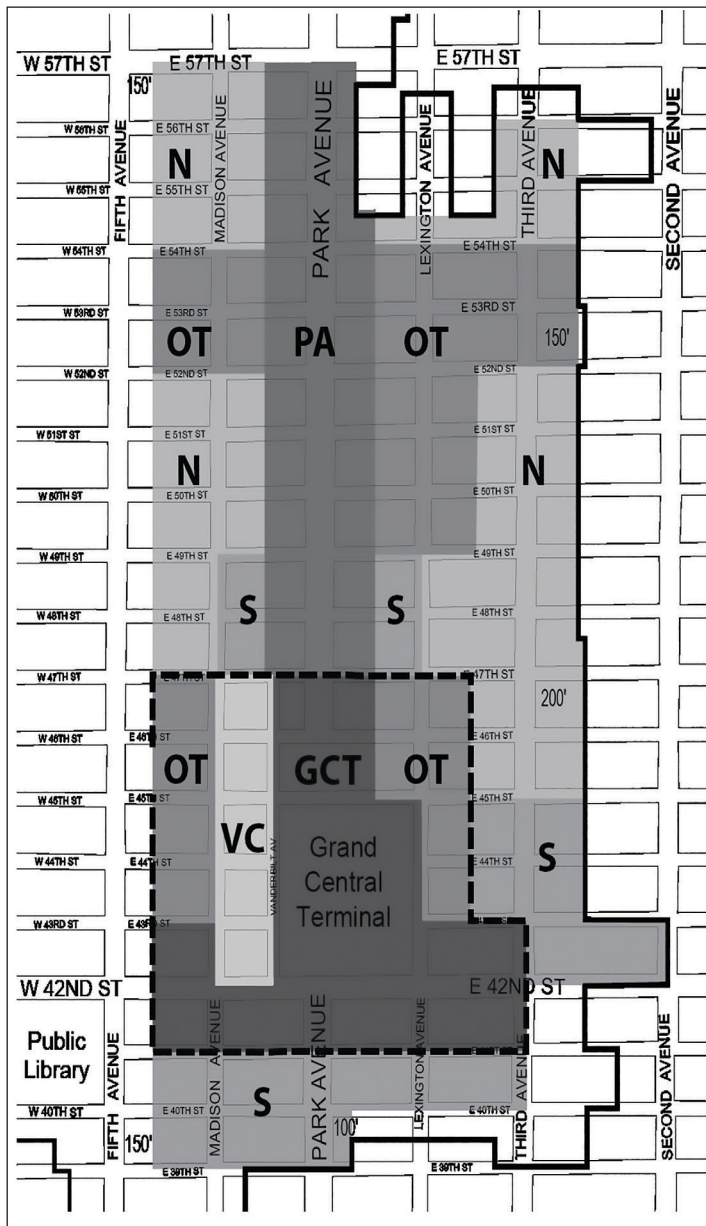 W 57TH ST
E 57TH ST
E 57TH ST
150'
W 56TH ST
E 56TH ST
FIFTH AVENUE
MADISON AVENUE
PARK AVENUE
LEXINGTON AVENUE
THIRD AVENUE
SECOND AVENUE
N
N
W 55TH ST
E 55TH ST
W 54TH ST
E 54TH ST
E 54TH ST
W 53RD ST
E 53RD ST
E 53RD ST
OT
PA
OT
150'
W 52ND ST
E 52ND ST
E 52ND ST
W 51ST ST
E 51ST ST
E 51ST ST
N
N
W 50TH ST
E 50TH ST
E 50TH ST
W 49TH ST
E 49TH ST
E 49TH ST
S
S
W 48TH ST
E 48TH ST
E 48TH ST
W 47TH ST
E 47TH ST
E 47TH ST
200'
W 46TH ST
E 46TH ST
E 46TH ST
OT
GCT
OT
W 45TH ST
E 45TH ST
E 45TH ST
VC
Grand
Central
Terminal
VANDERBILT AV
S
W 44TH ST
E 44TH ST
E 44TH ST
W 43RD ST
E 43RD ST
W 42ND ST
E 42ND ST
Public
Library
FIFTH AVENUE
MADISON AVENUE
PARK AVENUE
LEXINGTON AVENUE
THIRD AVENUE
SECOND AVENUE
S
W 40TH ST
E 40TH ST
E 40TH ST
100'
150'
E 39TH ST
E 39TH ST